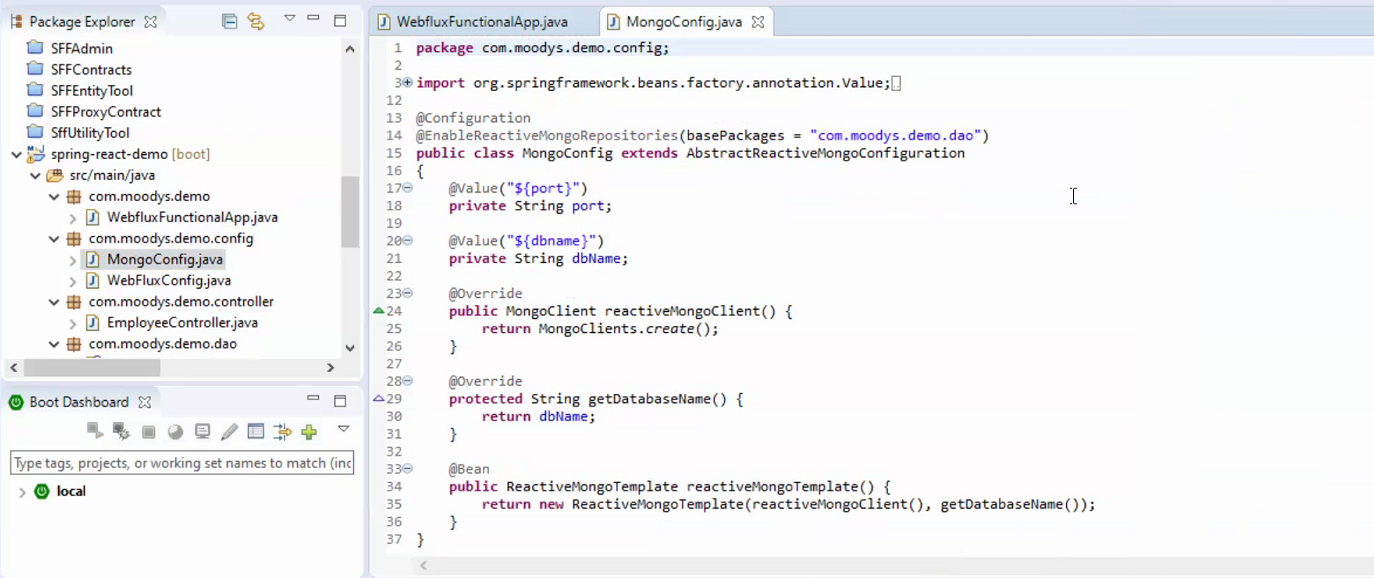 Package Explorer
SFFAdmin
SFFContracts
SFFEntityTool
SFFProxyContract
SffUtilityTool
spring-react-demo [boot]
src/main/java
com.moodys.demo
WebfluxFunctionalApp.java
com.moodys.demo.config
MongoConfig.java
WebFluxConfig.java
com.moodys.demo.controller
EmployeeController.java
com.moodys.demo.dao
Boot Dashboard
Type tags, projects, or working set names to match (inc
local
WebfluxFunctionalApp.java MongoConfig.java
1 package com.moodys.demo.config;
2
3 import org.springframework.beans.factory.annotation.Value;
12
13 @Configuration
14 @EnableReactiveMongoRepositories(basePackages = "com.moodys.demo.dao")
15 public class MongoConfig extends AbstractReactiveMongoConfiguration
16 {
17 @Value("${port}")
18 private String port;
19
20 @Value("${dbname}")
21 private String dbName;
22
23 @Override
24 public MongoClient reactiveMongoClient() {
25 return MongoClients.create();
26 }
27
28 @Override
29 protected String getDatabaseName() {
30 return dbName;
31 }
32
33 @Bean
34 public ReactiveMongoTemplate reactiveMongoTemplate() {
35 return new ReactiveMongoTemplate(reactiveMongoClient(), getDatabaseName());
36 }
37 }